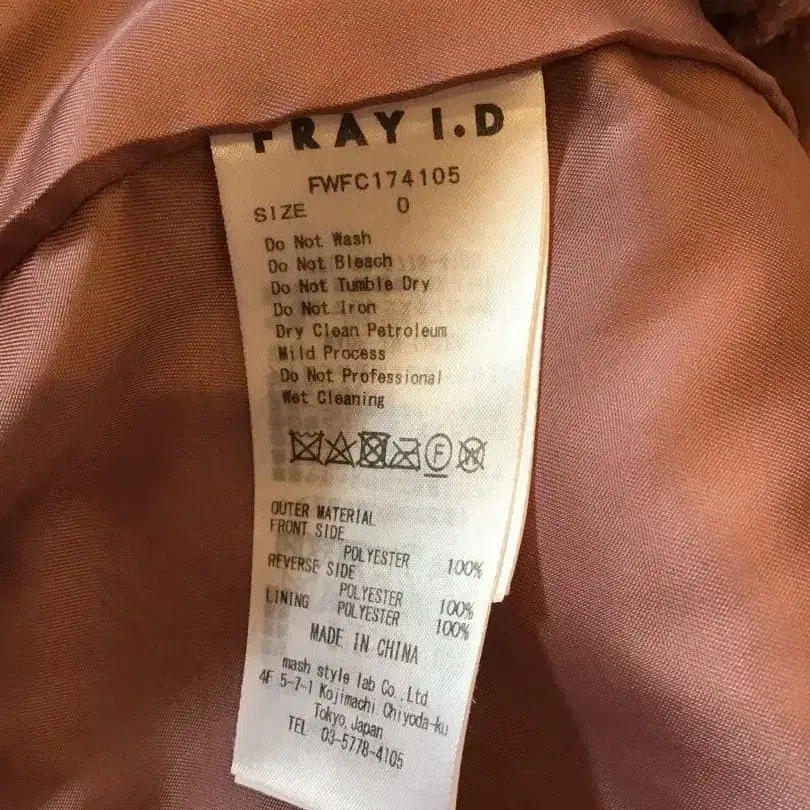 FRAY I.D
FWFC174105
SIZE 0
Do Not Wash
Do Not Bleach
Do Not Tumble Dry
Do Not Iron
Dry Clean Petroleum
Mild Process
Do Not Professional
Wet Cleaning
F W
OUTER MATERIAL
FRONT SIDE
POLYESTER 100%
REVERSE SIDE
POLYESTER 100%
LINING POLYESTER 100%
MADE IN CHINA
mash style lab Co.,Ltd
4F 5-7-1 Kojimachi Chiyoda-ku
Tokyo,Japan
TEL 03-5778-4105